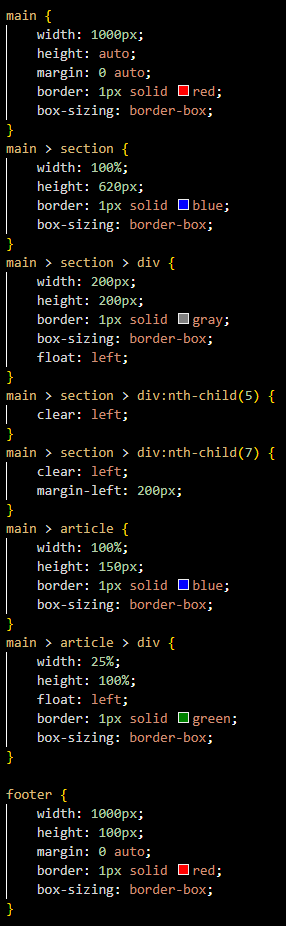 main {
    width: 1000px;
    height: auto;
    margin: 0 auto;
    border: 1px solid red;
    box-sizing: border-box;
}
main > section {
    width: 100%;
    height: 620px;
    border: 1px solid blue;
    box-sizing: border-box;
}
main > section > div {
    width: 200px;
    height: 200px;
    border: 1px solid gray;
    box-sizing: border-box;
    float: left;
}
main > section > div:nth-child(5) {
    clear: left;
}
main > section > div:nth-child(7) {
    clear: left;
    margin-left: 200px;
}
main > article {
    width: 100%;
    height: 150px;
    border: 1px solid blue;
    box-sizing: border-box;
}
main > article > div {
    width: 25%;
    height: 100%;
    float: left;
    border: 1px solid green;
    box-sizing: border-box;
}

footer {
    width: 1000px;
    height: 100px;
    margin: 0 auto;
    border: 1px solid red;
    box-sizing: border-box;
}